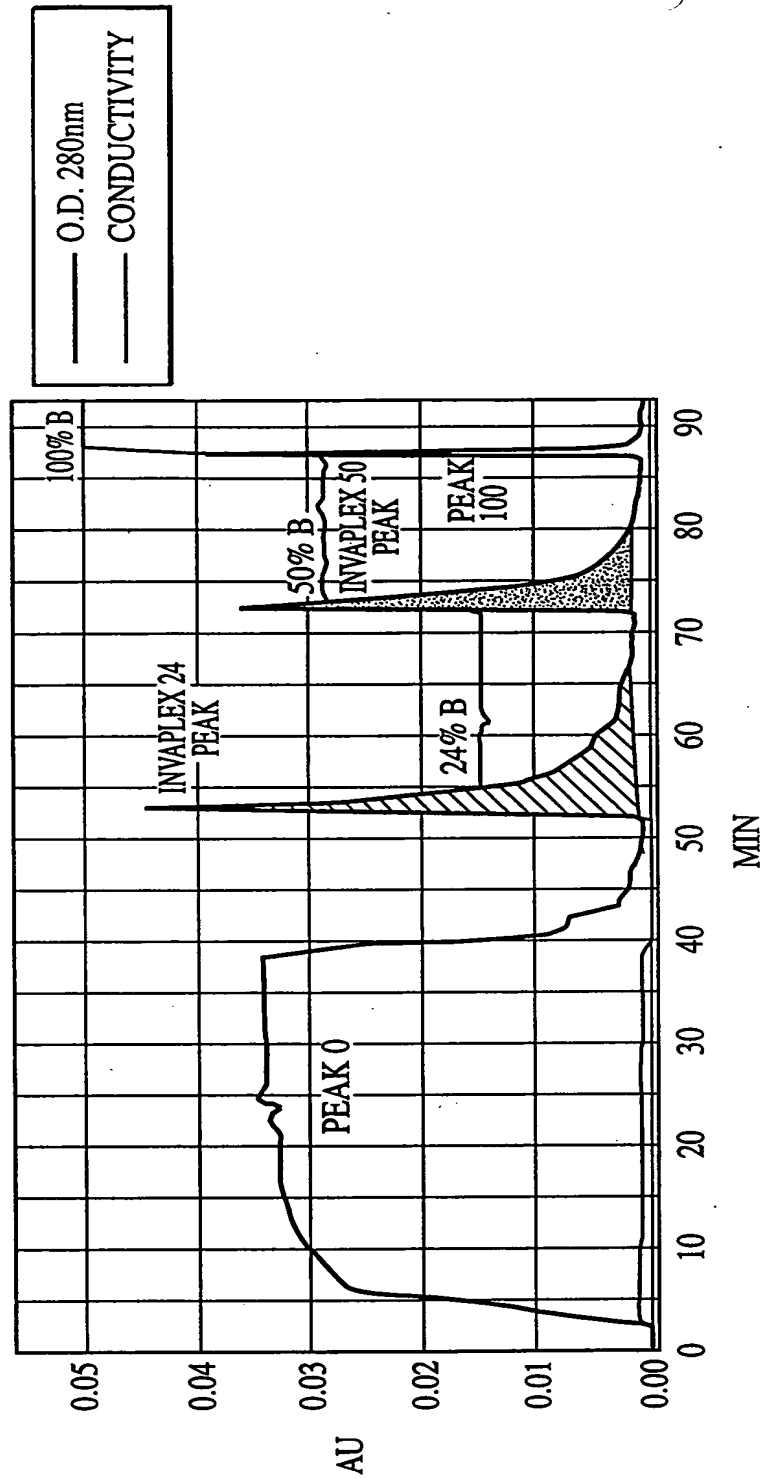 O.D. 280nm
CONDUCTIVITY
AU
0.05
0.04
0.03
0.02
0.01
0.00
0
10
20
30
40
50
60
70
80
90
MIN
PEAK 0
INVAPLEX 24
PEAK
24% B
50% B
INVAPLEX 50
PEAK
PEAK
100
100% B